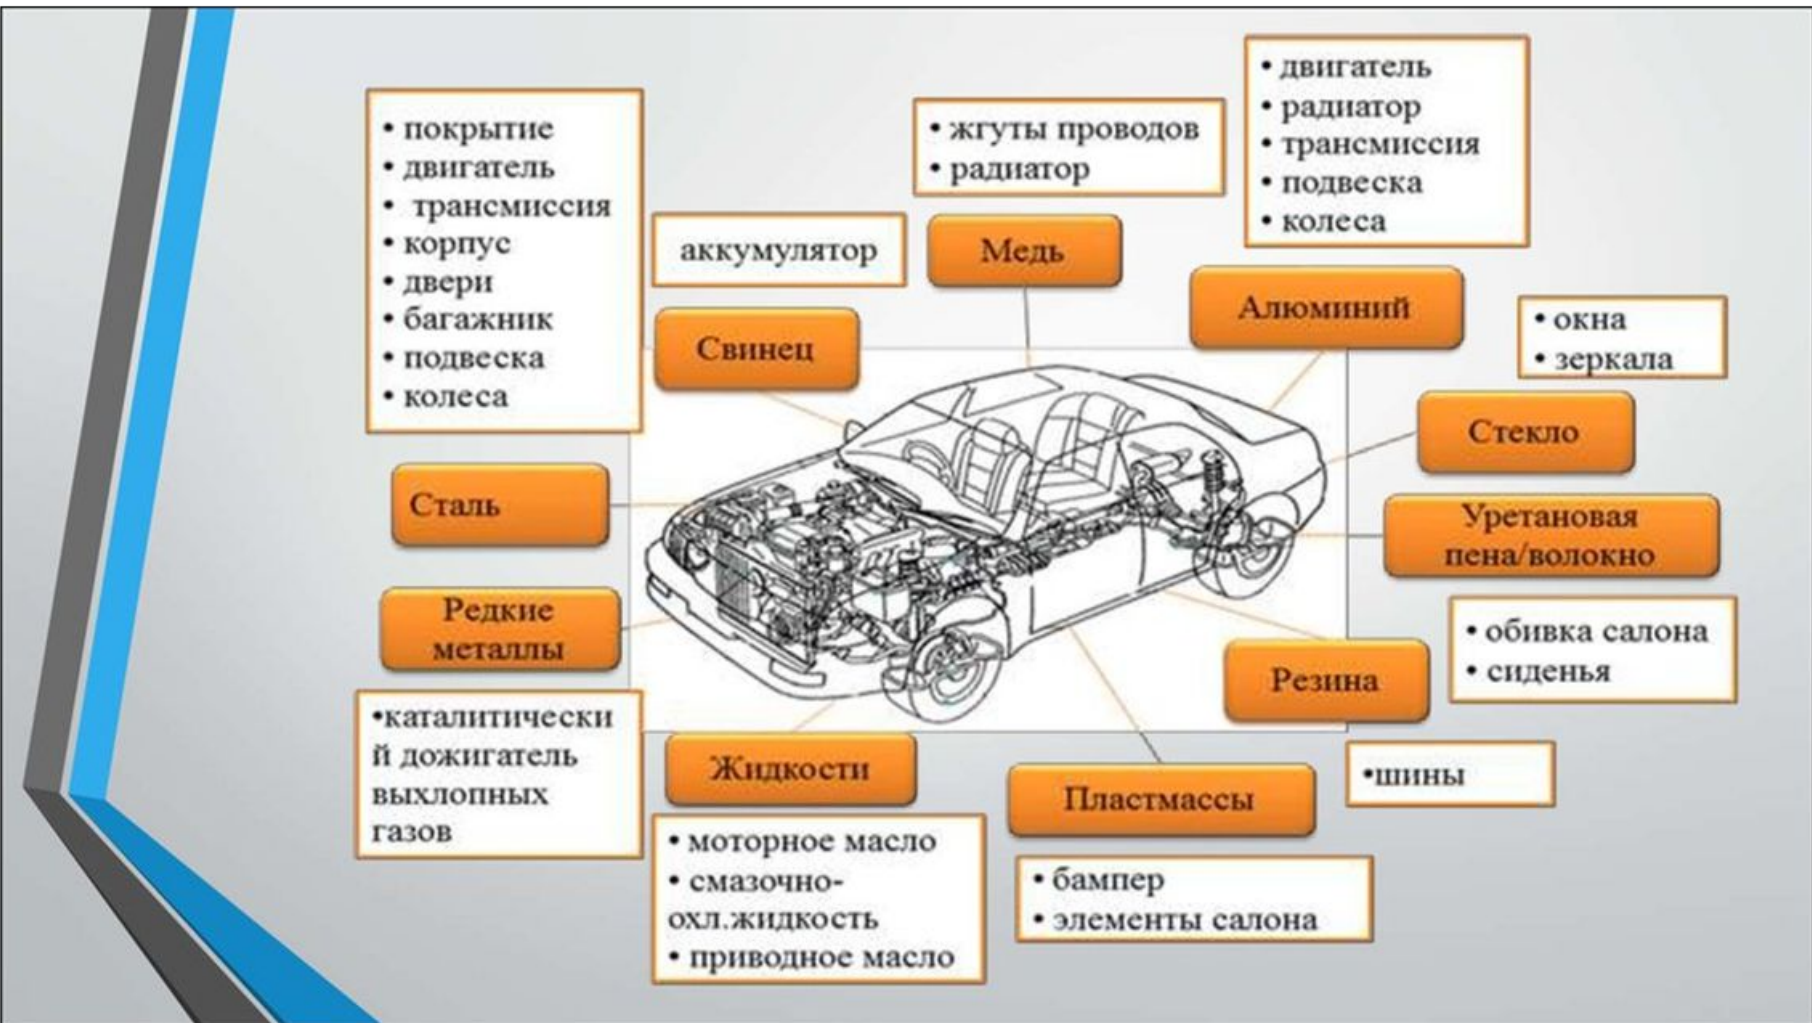 • покрытие
• двигатель
• трансмиссия
• корпус
• двери
• багажник
• подвеска
• колеса
Сталь
аккумулятор
Свинец
• жгуты проводов
• радиатор
Медь
• двигатель
• радиатор
• трансмиссия
• подвеска
• колеса
Алюминий
• окна
• зеркала
Стекло
Уретановая
пена/волокно
• обивка салона
• сиденья
Резина
•шины
Пластмассы
• бампер
• элементы салона
Жидкости
• моторное масло
• смазочно-
охл.жидкость
• приводное масло
Редкие
металлы
•каталитически
й дожигатель
выхлопных
газов